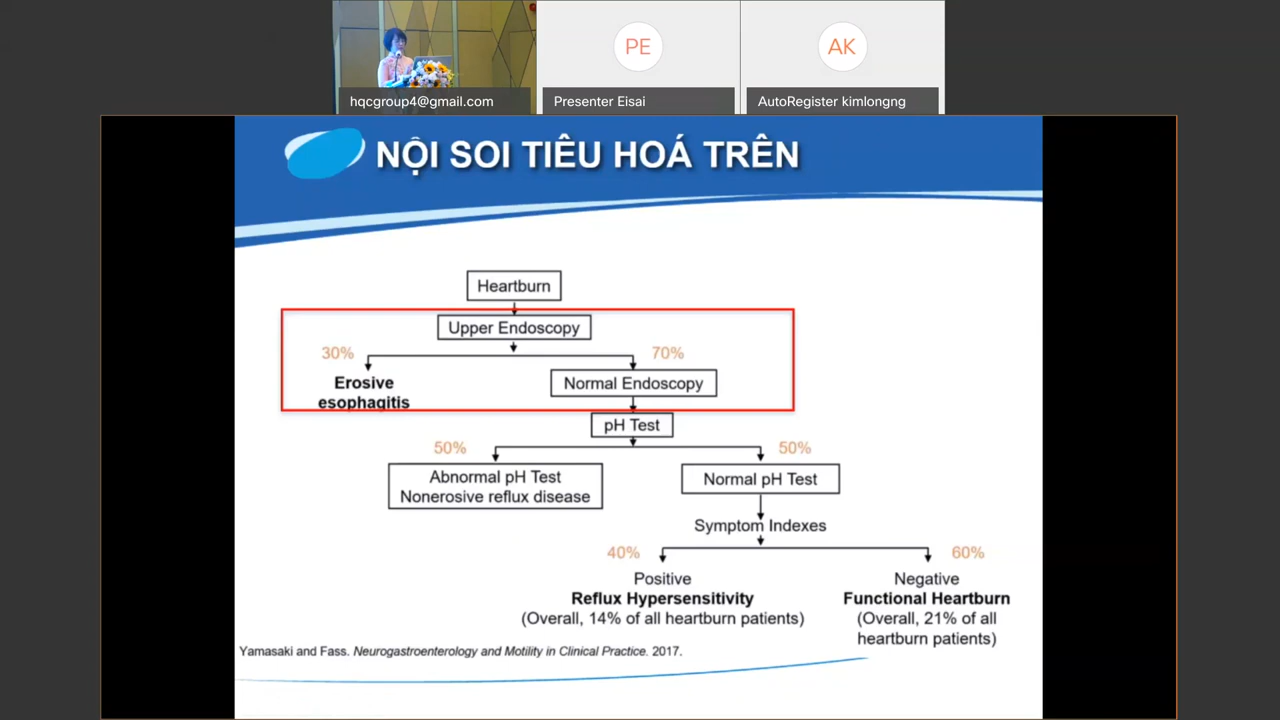 PE
AK
hqcgroup4@gmail.com
Presenter Eisai
AutoRegister kimlongng
NỘI SOI TIÊU HOÁ TRÊN
Heartburn
Upper Endoscopy
30%
70%
Erosive
esophagitis
Normal Endoscopy
pH Test
50%
50%
Abnormal pH Test
Nonerosive reflux disease
Normal pH Test
Symptom Indexes
40%
60%
Positive
Reflux Hypersensitivity
(Overall, 14% of all heartburn patients)
Negative
Functional Heartburn
(Overall, 21% of all
heartburn patients)
Yamasaki and Fass. Neurogastroenterology and Motility in Clinical Practice. 2017.